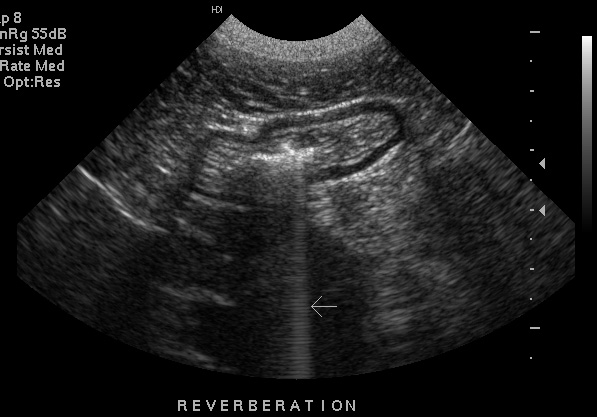 HDI
p 8
nRg 55dB
rsist Med
Rate Med
Opt:Res
REVERBERATION